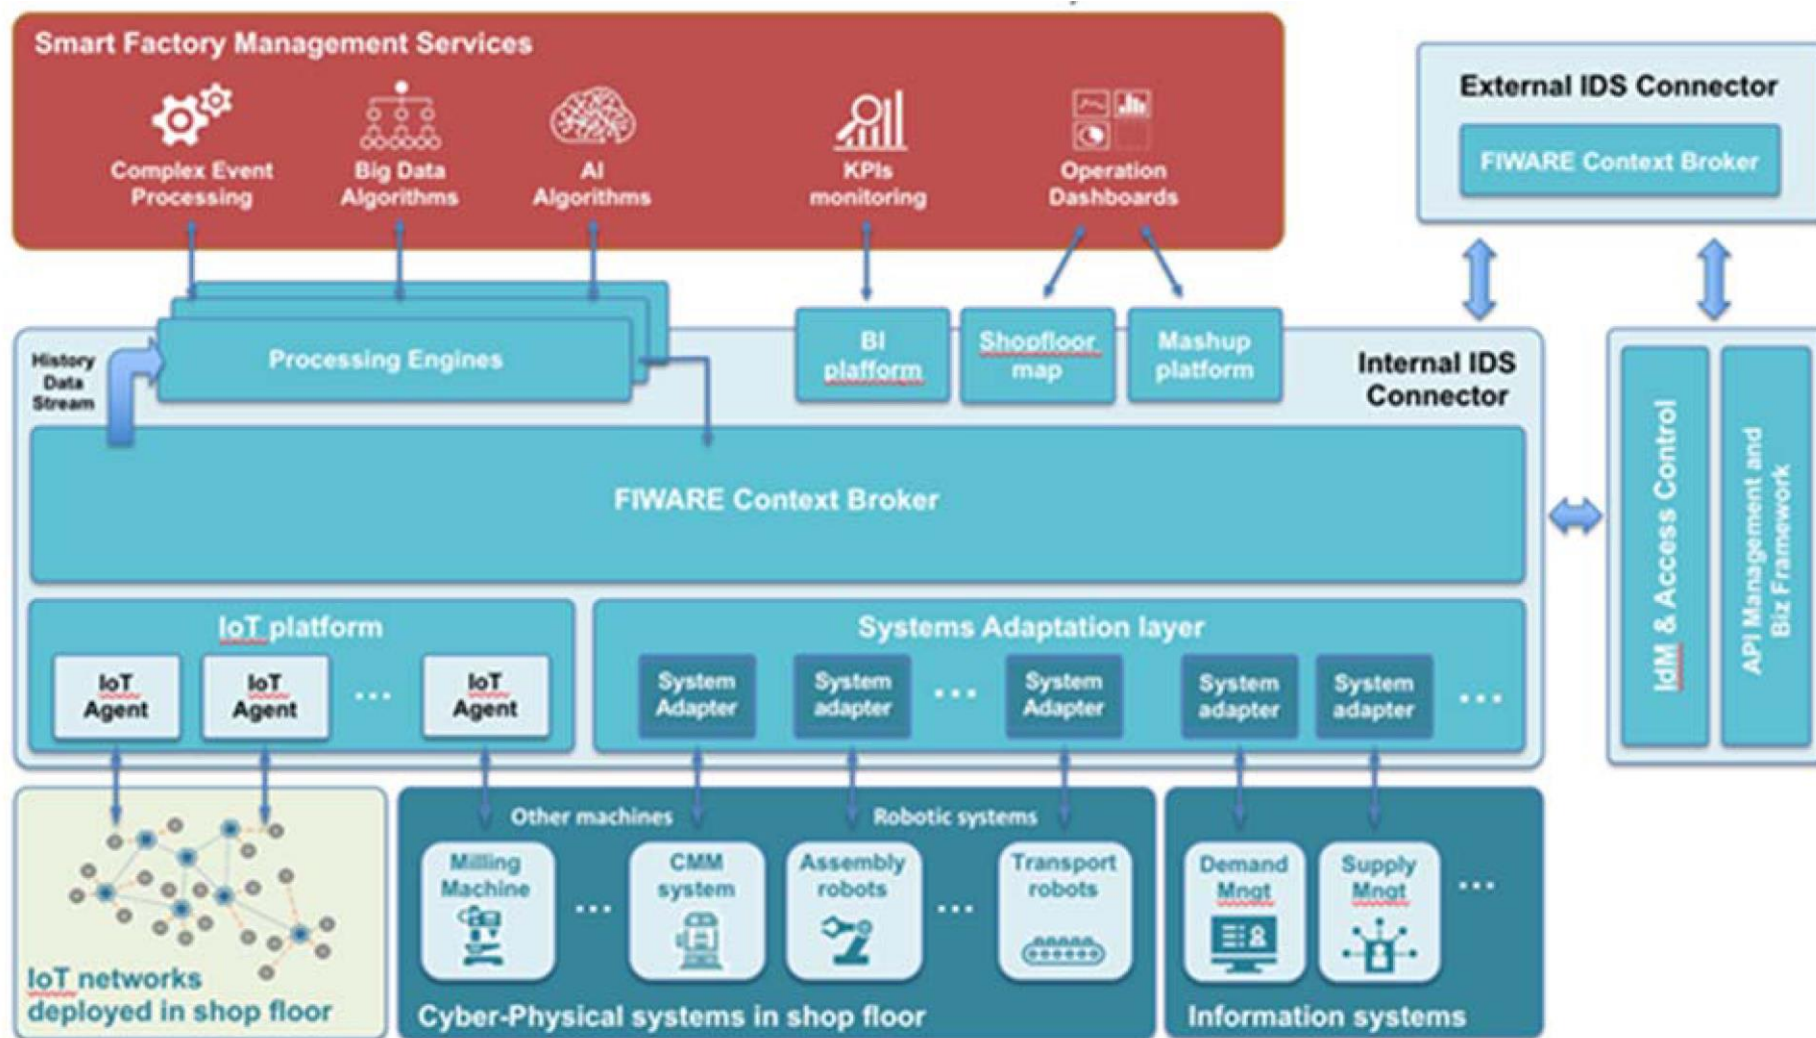 Smart Factory Management Services
Complex Event
Processing
Big Data
Algorithms
AI
Algorithms
KPIs
monitoring
Operation
Dashboards
External IDS Connector
FIWARE Context Broker
History
Data
Stream
Processing Engines
BI
plafform
Shopfloor
map
Mashup
platform
Internal IDS
Connector
FIWARE Context Broker
IdM & Access Control
API Management and
Biz Framework
IoT platform
IoT
Agent
IoT
Agent
...
IoT
Agent
Systems Adaptation layer
System
Adapter
System
adapter
...
System
Adapter
System
adapter
System
adapter
...
IoT networks
deployed in shop floor
Other machines
Robotic systems
Milling
Machine
...
CMM
system
Assembly
robots
...
Transport
robots
Cyber-Physical systems in shop floor
Demand
Mngt
Supply
Mngt
...
Information systems